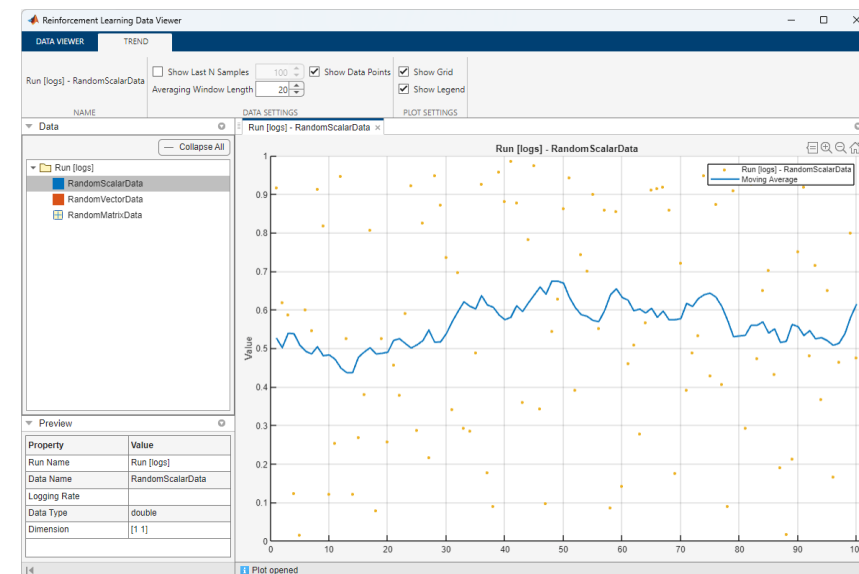 Reinforcement Learning Data Viewer
DATA VIEWER TREND
Run [logs] - RandomScalarData
Show Last N Samples 100 Show Data Points Show Grid
Averaging Window Length 20 Show Legend
NAME DATA SETTINGS PLOT SETTINGS
Data
Collapse All
Run [logs]
RandomScalarData
RandomVectorData
RandomMatrixData
Preview
Property Value
Run Name Run [logs]
Data Name RandomScalarData
Logging Rate
Data Type double
Dimension [1 1]
Run [logs] - RandomScalarData ×
Run [logs] - RandomScalarData
Run [logs] - RandomScalarData
Moving Average
Value
1
0.9
0.8
0.7
0.6
0.5
0.4
0.3
0.2
0.1
0
0 10 20 30 40 50 60 70 80 90 10
Plot opened